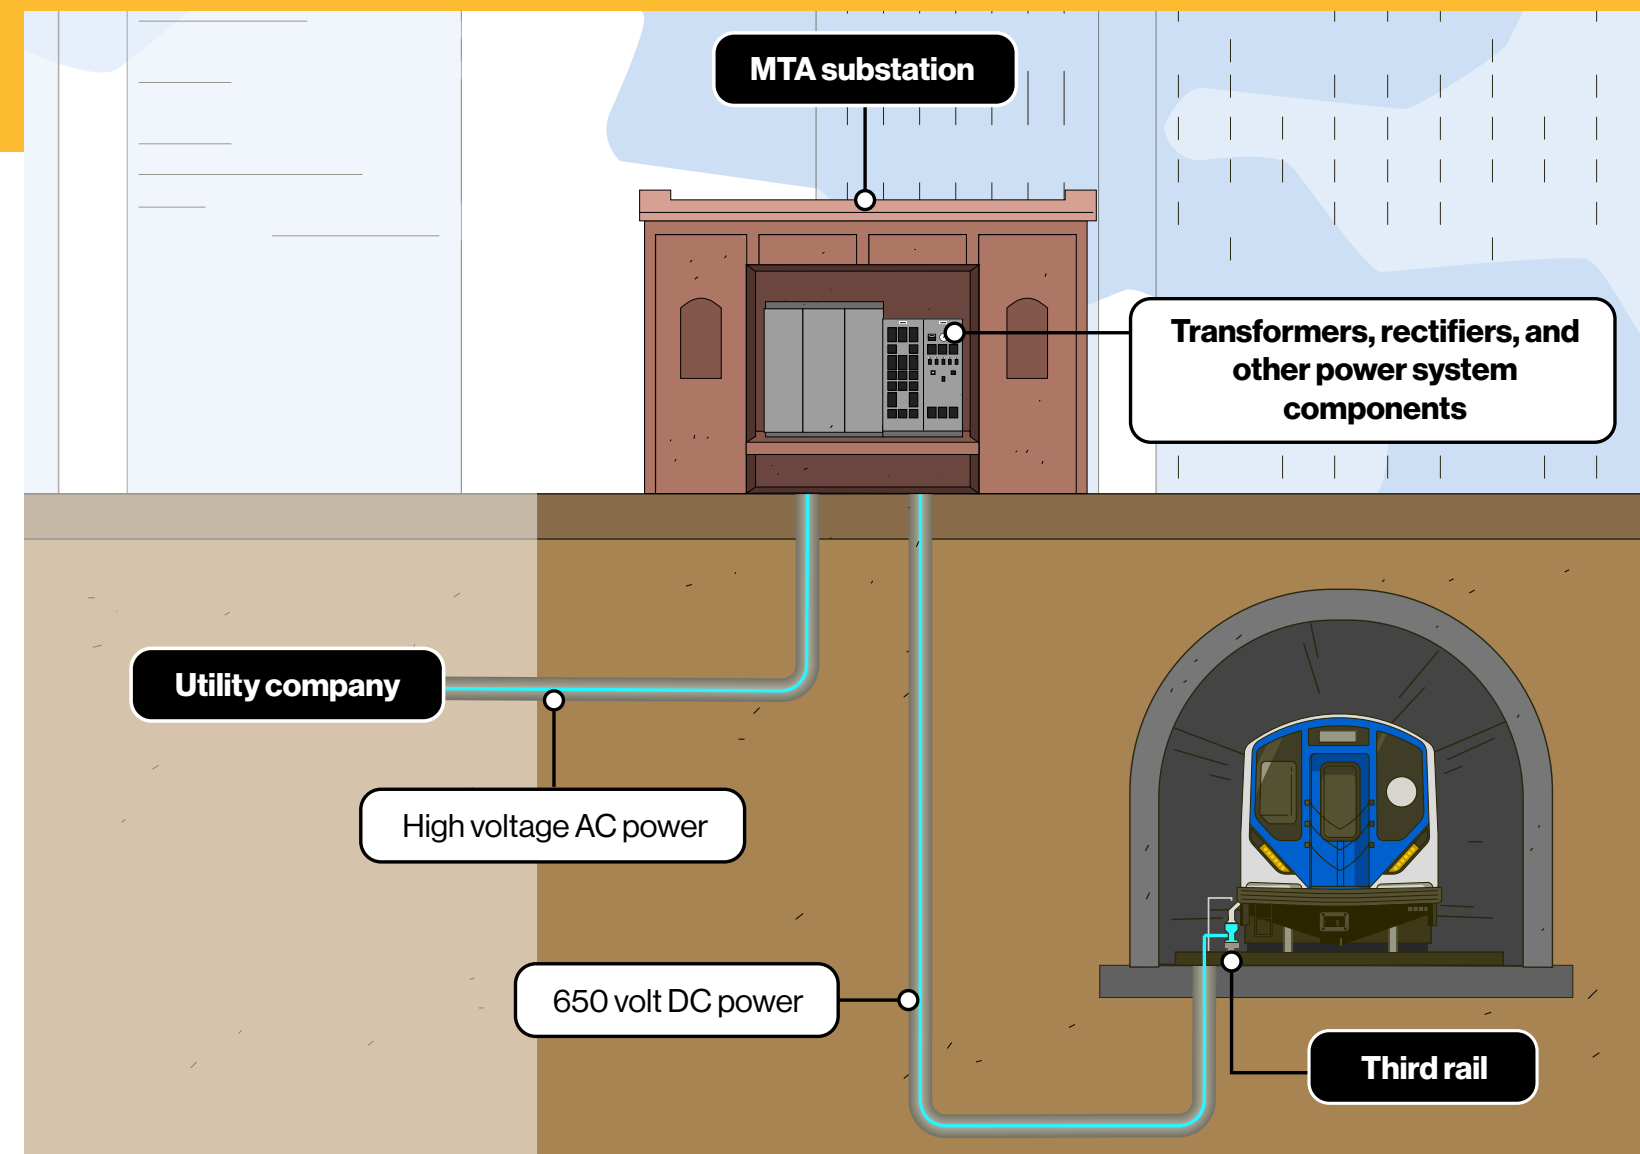 MTA substation
Transformers, rectifiers, and
other power system
components
Utility company
High voltage AC power
650 volt DC power
Third rail